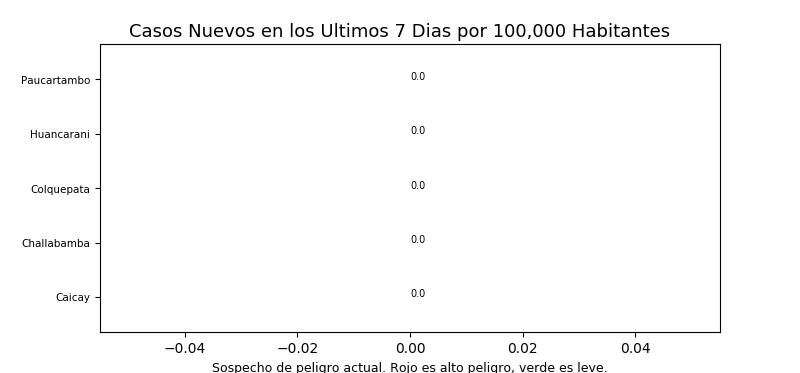 Casos Nuevos en los Ultimos 7 Dias por 100,000 Habitantes
Paucartambo 0.0
Huancarani 0.0
Colquepata 0.0
Challabamba 0.0
Caicay 0.0
−0.04 −0.02 0.00 0.02 0.04
Sospecho de peligro actual. Rojo es alto peligro, verde es leve.